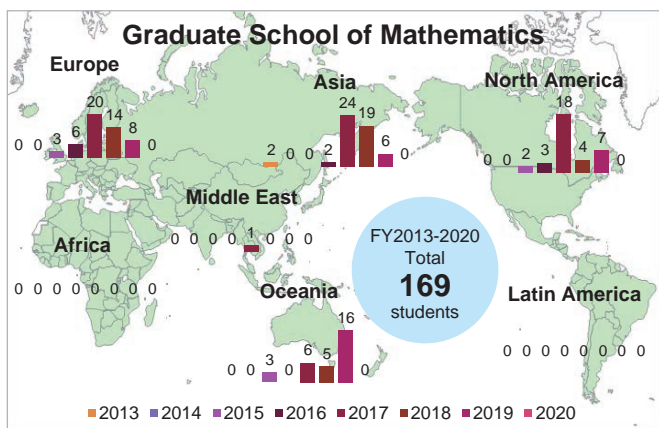 Graduate School of Mathematics
Europe
0 0 3 6 20 14 8 0
Asia
2 0 0 2 24 19 6 0
North America
0 0 2 3 18 4 7 0
Middle East
0 0 0 0 1 0 0 0
Africa
0 0 0 0 0 0 0 0
FY2013-2020
Total
169
students
Oceania
0 0 3 0 6 5 16 0
Latin America
0 0 0 0 0 0 0 0
2013 2014 2015 2016 2017 2018 2019 2020